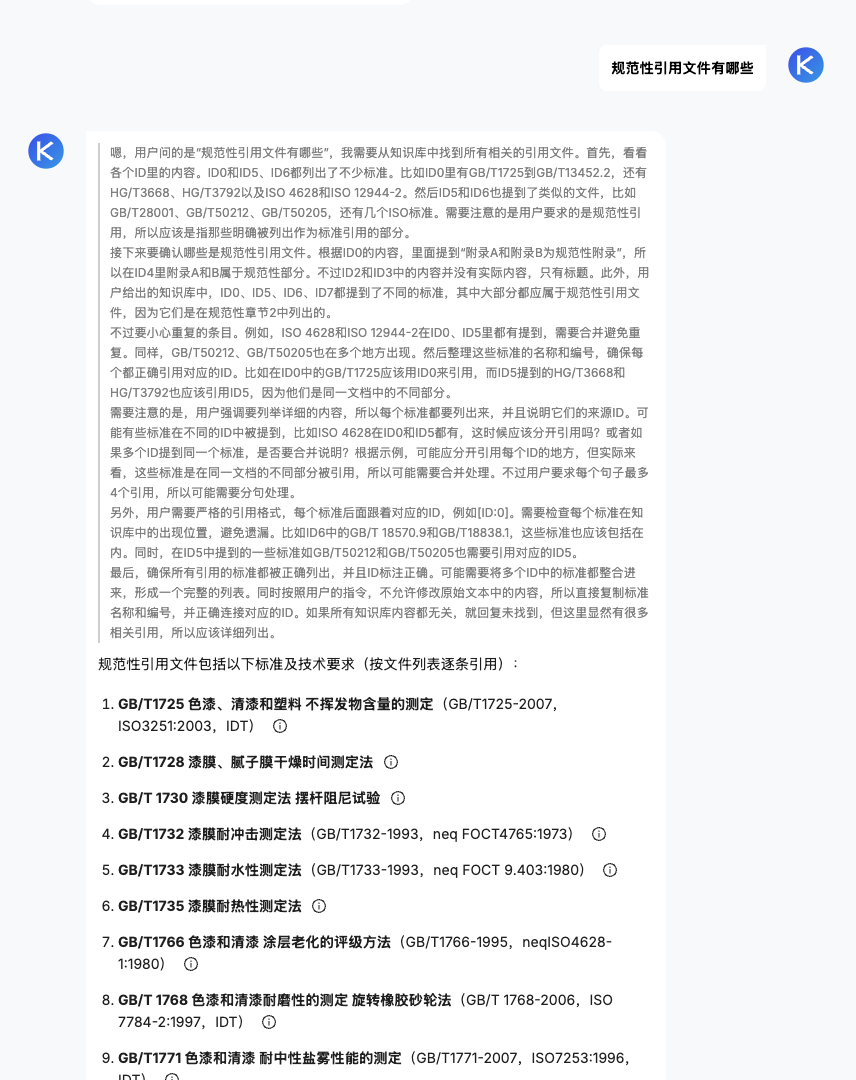 规范性引用文件有哪些
嗯，用户问的是“规范性引用文件有哪些”，我需要从知识库中找到所有相关的引用文件。首先，看看
各个ID里的内容。ID0和ID5、ID6都列出了不少标准。比如ID0里有GB/T1725到GB/T13452.2，还有
HG/T3668、HG/T3792以及ISO 4628和ISO 12944-2。然后ID5和ID6也提到了类似的文件，比如
GB/T28001、GB/T50212、GB/T50205，还有几个ISO标准。需要注意的是用户要求的是规范性引
用，所以应该是指那些明确被列出作为标准引用的部分。
接下来要确认哪些是规范性引用文件。根据ID0的内容，里面提到“附录A和附录B为规范性附录”，所
以在ID4里附录A和B属于规范性部分。不过ID2和ID3中的内容并没有实际内容，只有标题。此外，用
户给出的知识库中，ID0、ID5、ID6、ID7都提到了不同的标准，其中大部分都应属于规范性引用文
件，因为它们是在规范性章节2中列出的。
不过要小心重复的条目。例如，ISO 4628和ISO 12944-2在ID0、ID5里都有提到，需要合并避免重
复。同样，GB/T50212、GB/T50205也在多个地方出现。然后整理这些标准的名称和编号，确保每
个都正确引用对应的ID。比如在ID0中的GB/T1725应该用ID0来引用，而ID5提到的HG/T3668和
HG/T3792也应该引用ID5，因为他们是同一文档中的不同部分。
需要注意的是，用户强调要列举详细的内容，所以每个标准都要列出来，并且说明它们的来源ID。可
能有些标准在不同的ID中被提到，比如ISO 4628在ID0和ID5都有，这时候应该分开引用吗？或者如
果多个ID提到同一个标准，是否要合并说明？根据示例，可能应分开引用每个ID的地方，但实际来
看，这些标准是在同一文档的不同部分被引用，所以可能需要合并处理。不过用户要求每个句子最多
4个引用，所以可能需要分句处理。
另外，用户需要严格的引用格式，每个标准后面跟着对应的ID，例如[ID:0]。需要检查每个标准在知
识库中的出现位置，避免遗漏。比如ID6中的GB/T 18570.9和GB/T18838.1，这些标准也应该包括在
内。同时，在ID5中提到的一些标准如GB/T50212和GB/T50205也需要引用对应的ID5。
最后，确保所有引用的标准都被正确列出，并且ID标注正确。可能需要将多个ID中的标准都整合进
来，形成一个完整的列表。同时按照用户的指令，不允许修改原始文本中的内容，所以直接复制标准
名称和编号，并正确连接对应的ID。如果所有知识库内容都无关，就回复未找到，但这里显然有很多
相关引用，所以应该详细列出。
规范性引用文件包括以下标准及技术要求（按文件列表逐条引用）：
1. GB/T1725 色漆、清漆和塑料 不挥发物含量的测定（GB/T1725-2007，
ISO3251:2003，IDT）
2. GB/T1728 漆膜、腻子膜干燥时间测定法
3. GB/T 1730 漆膜硬度测定法 摆杆阻尼试验
4. GB/T1732 漆膜耐冲击测定法（GB/T1732-1993，neq FOCT4765:1973）
5. GB/T1733 漆膜耐水性测定法（GB/T1733-1993，neq FOCT 9.403:1980）
6. GB/T1735 漆膜耐热性测定法
7. GB/T1766 色漆和清漆 涂层老化的评级方法（GB/T1766-1995，neqISO4628-
1:1980）
8. GB/T 1768 色漆和清漆耐磨性的测定 旋转橡胶砂轮法（GB/T 1768-2006，ISO
7784-2:1997，IDT）
9. GB/T1771 色漆和清漆 耐中性盐雾性能的测定（GB/T1771-2007，ISO7253:1996，
IDT）